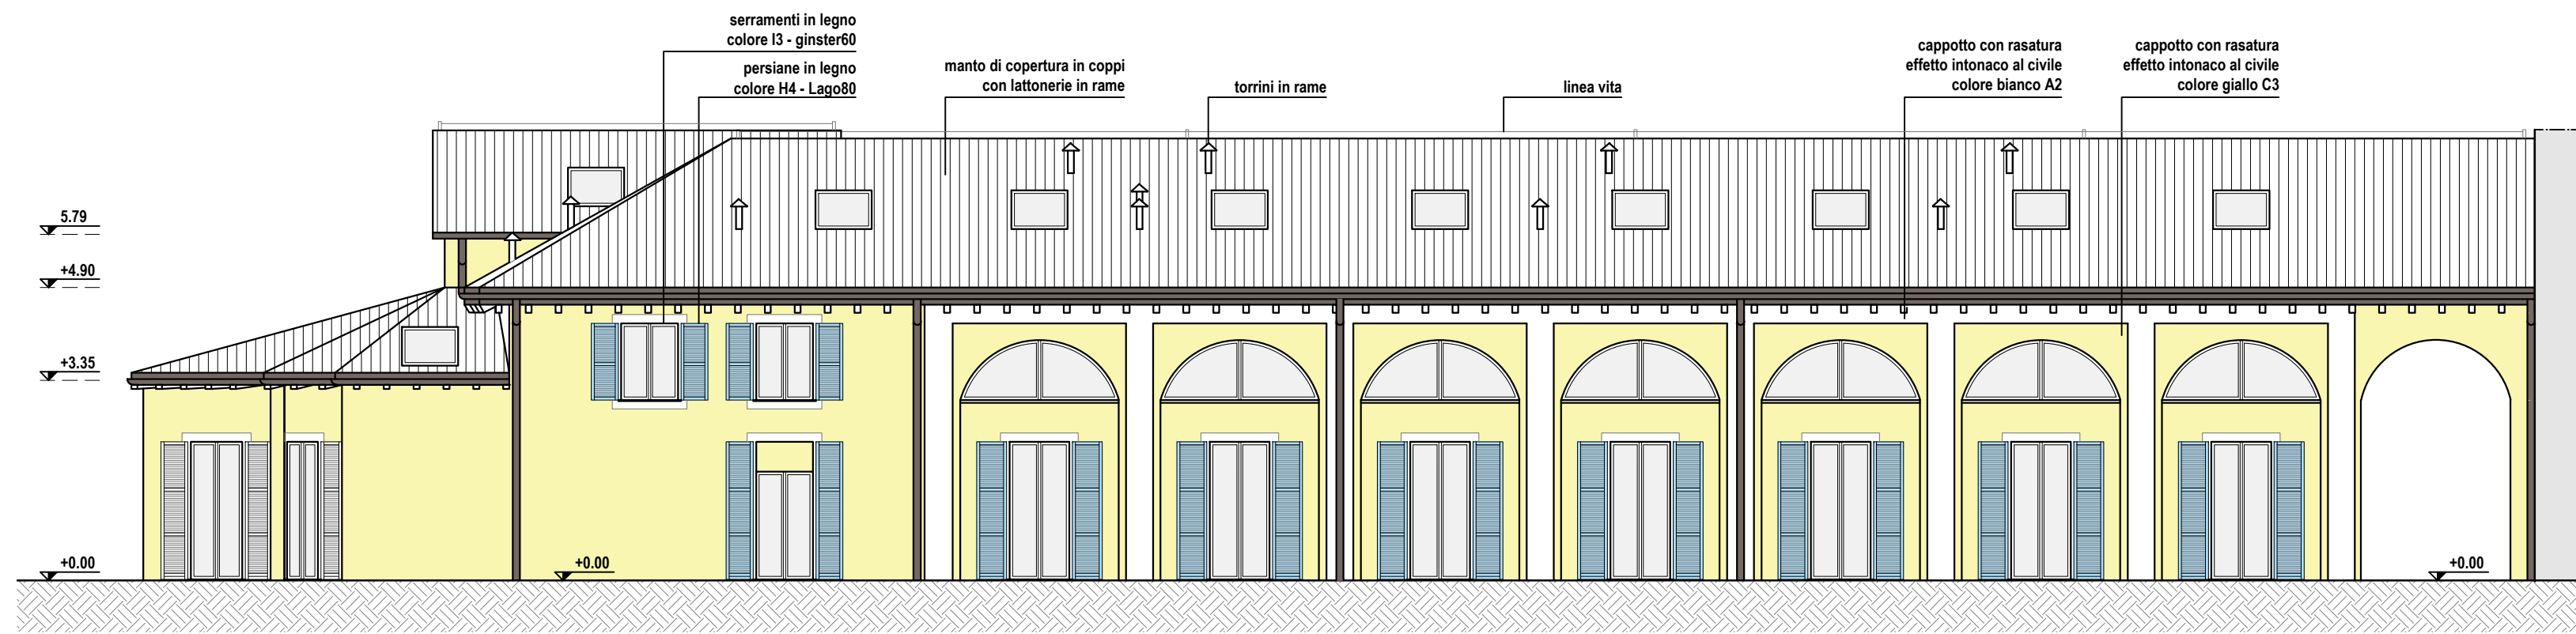 serramenti in legno
colore I3 - ginster60
persiane in legno
colore H4 - Lago80
manto di copertura in coppi
con lattonerie in rame
torrini in rame
linea vita
cappotto con rasatura
effetto intonaco al civile
colore bianco A2
cappotto con rasatura
effetto intonaco al civile
colore giallo C3
5.79
+4.90
+3.35
+0.00
+0.00
+0.00